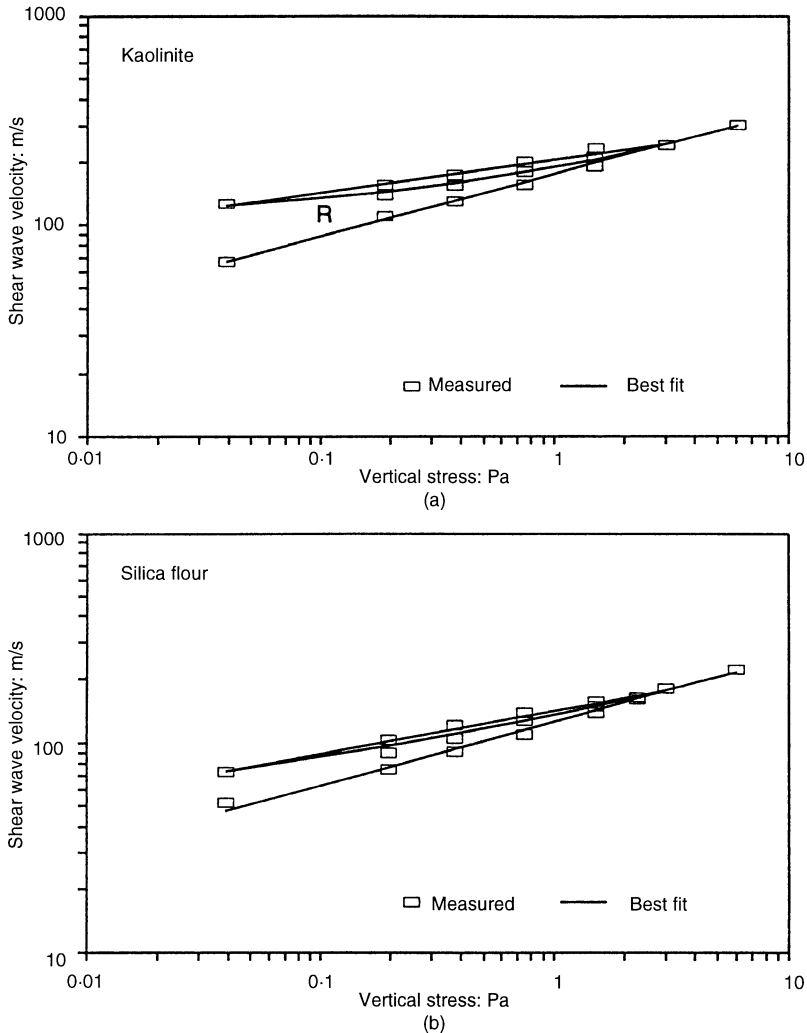 1000
Kaolinite
Shear wave velocity: m/s
100
R
Measured
Best fit
10
0·01
0·1
1
10
Vertical stress: Pa
(a)
1000
Silica flour
Shear wave velocity: m/s
100
Measured
Best fit
10
0·01
0·1
1
10
Vertical stress: Pa
(b)